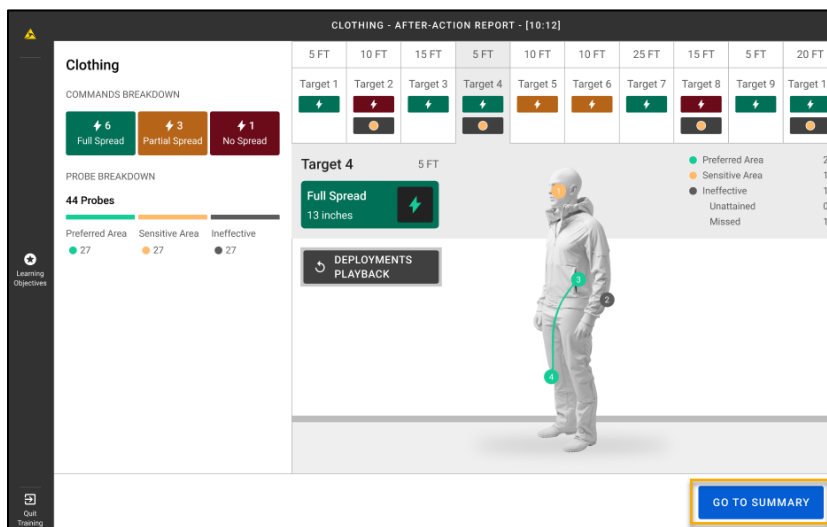 CLOTHING - AFTER-ACTION REPORT - [10:12]
Clothing
COMMANDS BREAKDOWN
6
Full Spread
3
Partial Spread
1
No Spread
PROBE BREAKDOWN
44 Probes
Preferred Area
27
Sensitive Area
27
Ineffective
27
5 FT 10 FT 15 FT 5 FT 10 FT 10 FT 25 FT 15 FT 5 FT 20 FT
Target 1 Target 2 Target 3 Target 4 Target 5 Target 6 Target 7 Target 8 Target 9 Target 1
Target 4 5 FT
Full Spread
13 inches
DEPLOYMENTS
PLAYBACK
Preferred Area 2
Sensitive Area 1
Ineffective 1
Unattained 0
Missed 1
1
3
2
4
Learning
Objectives
Quit
Training
GO TO SUMMARY